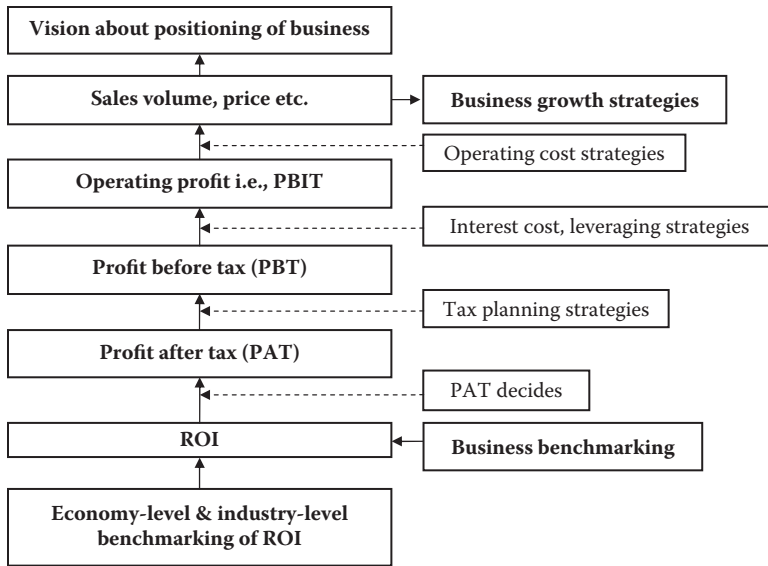 Vision about positioning of business
Sales volume, price etc.
Business growth strategies
Operating cost strategies
Operating profit i.e., PBIT
Interest cost, leveraging strategies
Profit before tax (PBT)
Tax planning strategies
Profit after tax (PAT)
PAT decides
ROI
Business benchmarking
Economy-level & industry-level
benchmarking of ROI